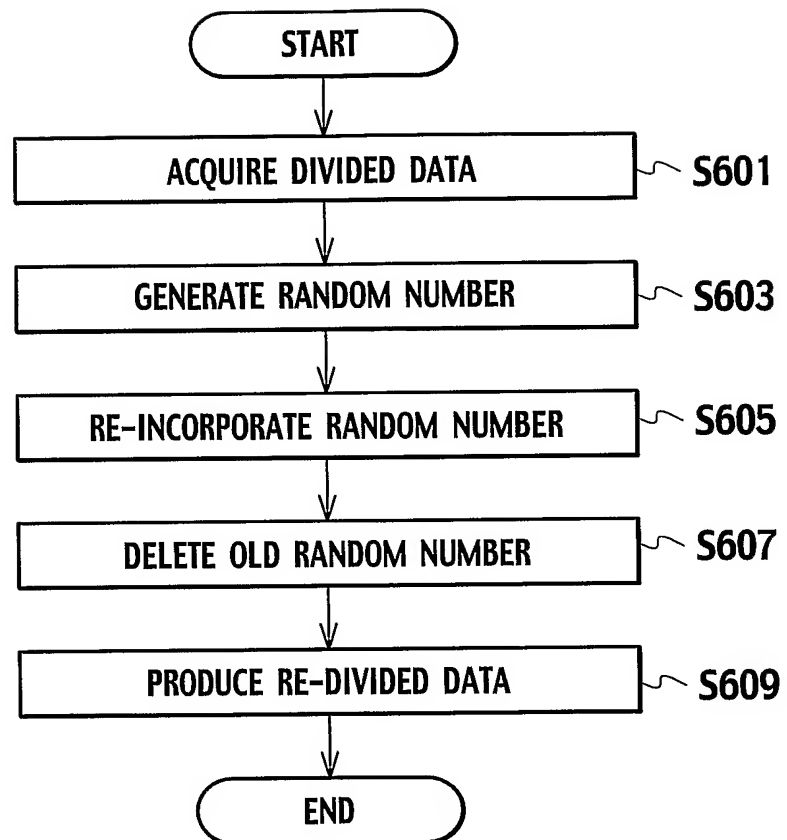 START
ACQUIRE DIVIDED DATA S601
GENERATE RANDOM NUMBER S603
RE-INCORPORATE RANDOM NUMBER S605
DELETE OLD RANDOM NUMBER S607
PRODUCE RE-DIVIDED DATA S609
END